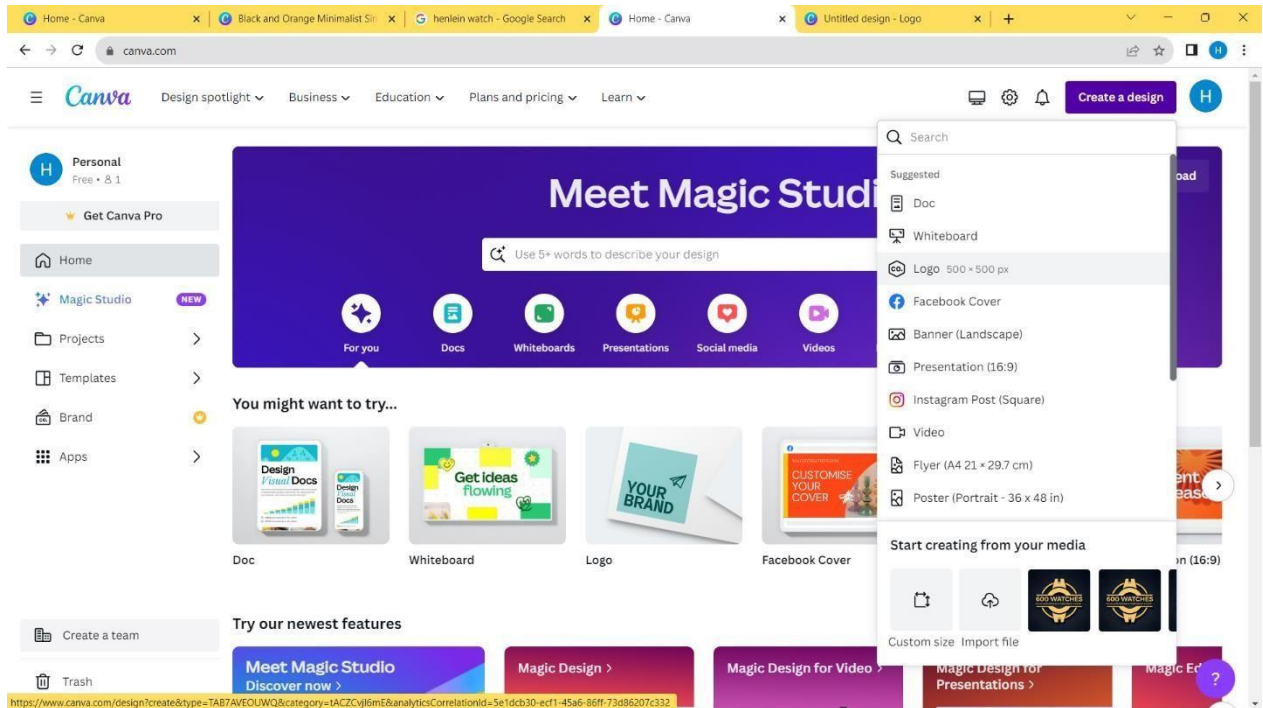 Home - Canva
Black and Orange Minimalist Sin
henlein watch - Google Search
Home - Canva
Untitled design - Logo
canva.com
H
Canva
Design spotlight
Business
Education
Plans and pricing
Learn
Create a design
H
H
Personal
Free • 1
Get Canva Pro
Home
Magic Studio
NEW
Projects
Templates
Brand
Apps
Create a team
Trash
Meet Magic Studi
oad
Use 5+ words to describe your design
For you
Docs
Whiteboards
Presentations
Social media
Videos
You might want to try...
Design
Visual Docs
Design
Visual
Docs
Get ideas
flowing
YOUR
BRAND
CUSTOMISE
YOUR
COVER
Doc
Whiteboard
Logo
Facebook Cover
on (16:9)
Try our newest features
Meet Magic Studio
Discover now >
Magic Design >
Magic Design for Video >
Magic Design for
Presentations >
Magic Ed
?
Search
Suggested
Doc
Whiteboard
CO.
Logo 500 × 500 px
Facebook Cover
Banner (Landscape)
Presentation (16:9)
Instagram Post (Square)
Video
Flyer (A4 21 × 29.7 cm)
Poster (Portrait - 36 x 48 in)
Start creating from your media
600 WATCHES
600 WATCHES
Custom size
Import file
https://www.canva.com/design?create&type=TAB7AVEOUWQ&category=tACZCvjI6mE&analyticsCorrelationId=5e1dcb30-ecf1-45a6-86ff-73d86207c332